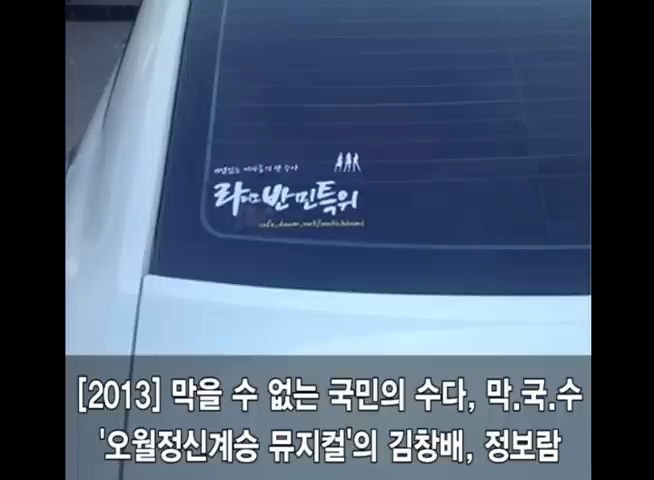 라디오 반민특위
[2013] 막을 수 없는 국민의 수다, 막.국.수
'오월정신계승 뮤지컬'의 김창배, 정보람